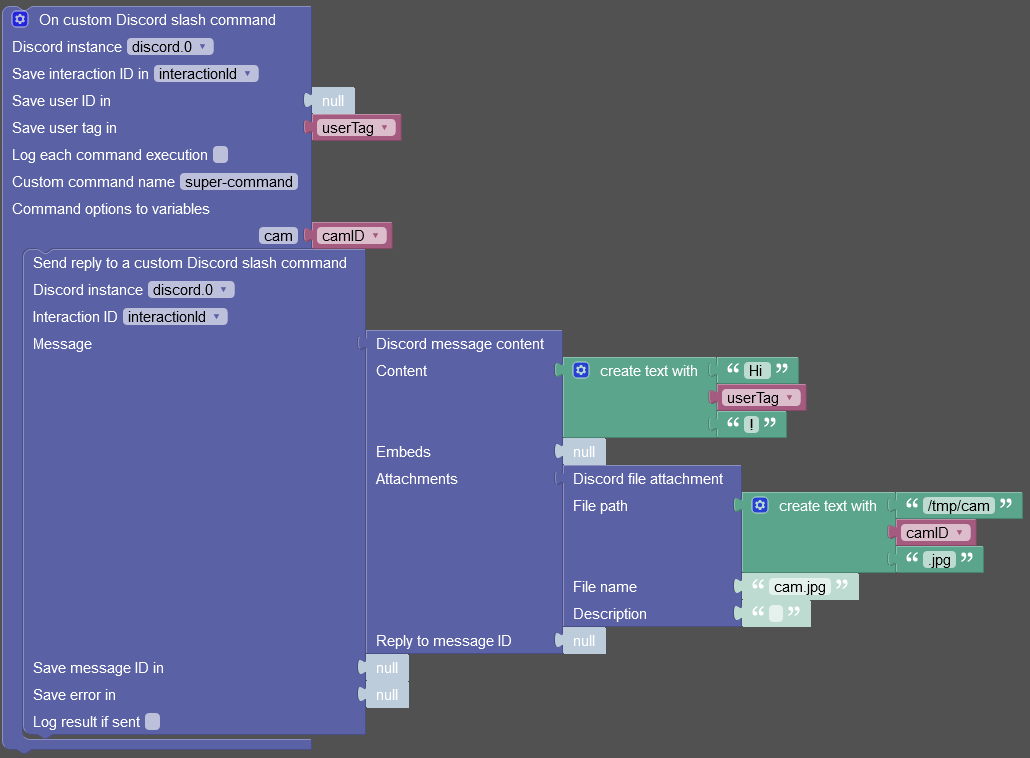 On custom Discord slash command
Discord instance discord.0
Save interaction ID in interactionId
Save user ID in null
Save user tag in userTag
Log each command execution
Custom command name super-command
Command options to variables
cam camID
Send reply to a custom Discord slash command
Discord instance discord.0
Interaction ID interactionId
Message Discord message content
Content create text with “ Hi ”
userTag
“ ! ”
Embeds null
Attachments Discord file attachment
File path create text with “ /tmp/cam ”
camID
“ .jpg ”
File name “ cam.jpg ”
Description “ ”
Reply to message ID null
Save message ID in null
Save error in null
Log result if sent